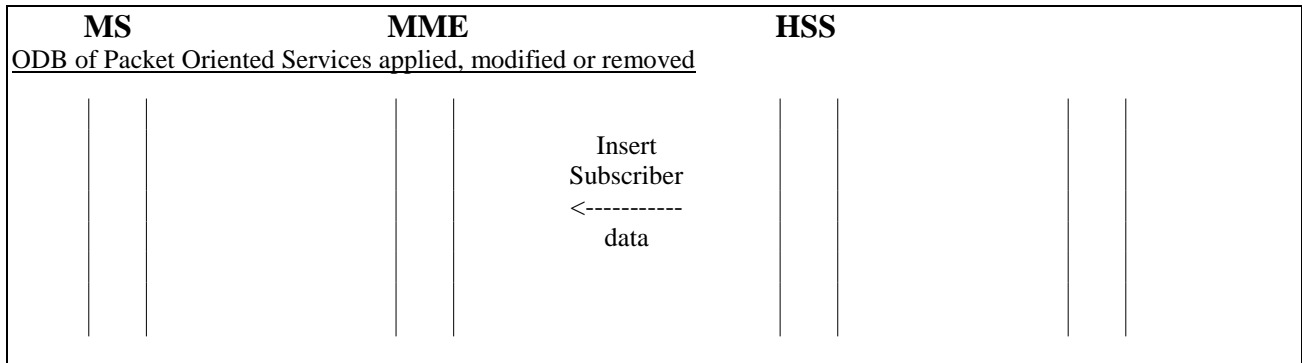 MS MME HSS
ODB of Packet Oriented Services applied, modified or removed
Insert
Subscriber
<-----------
data